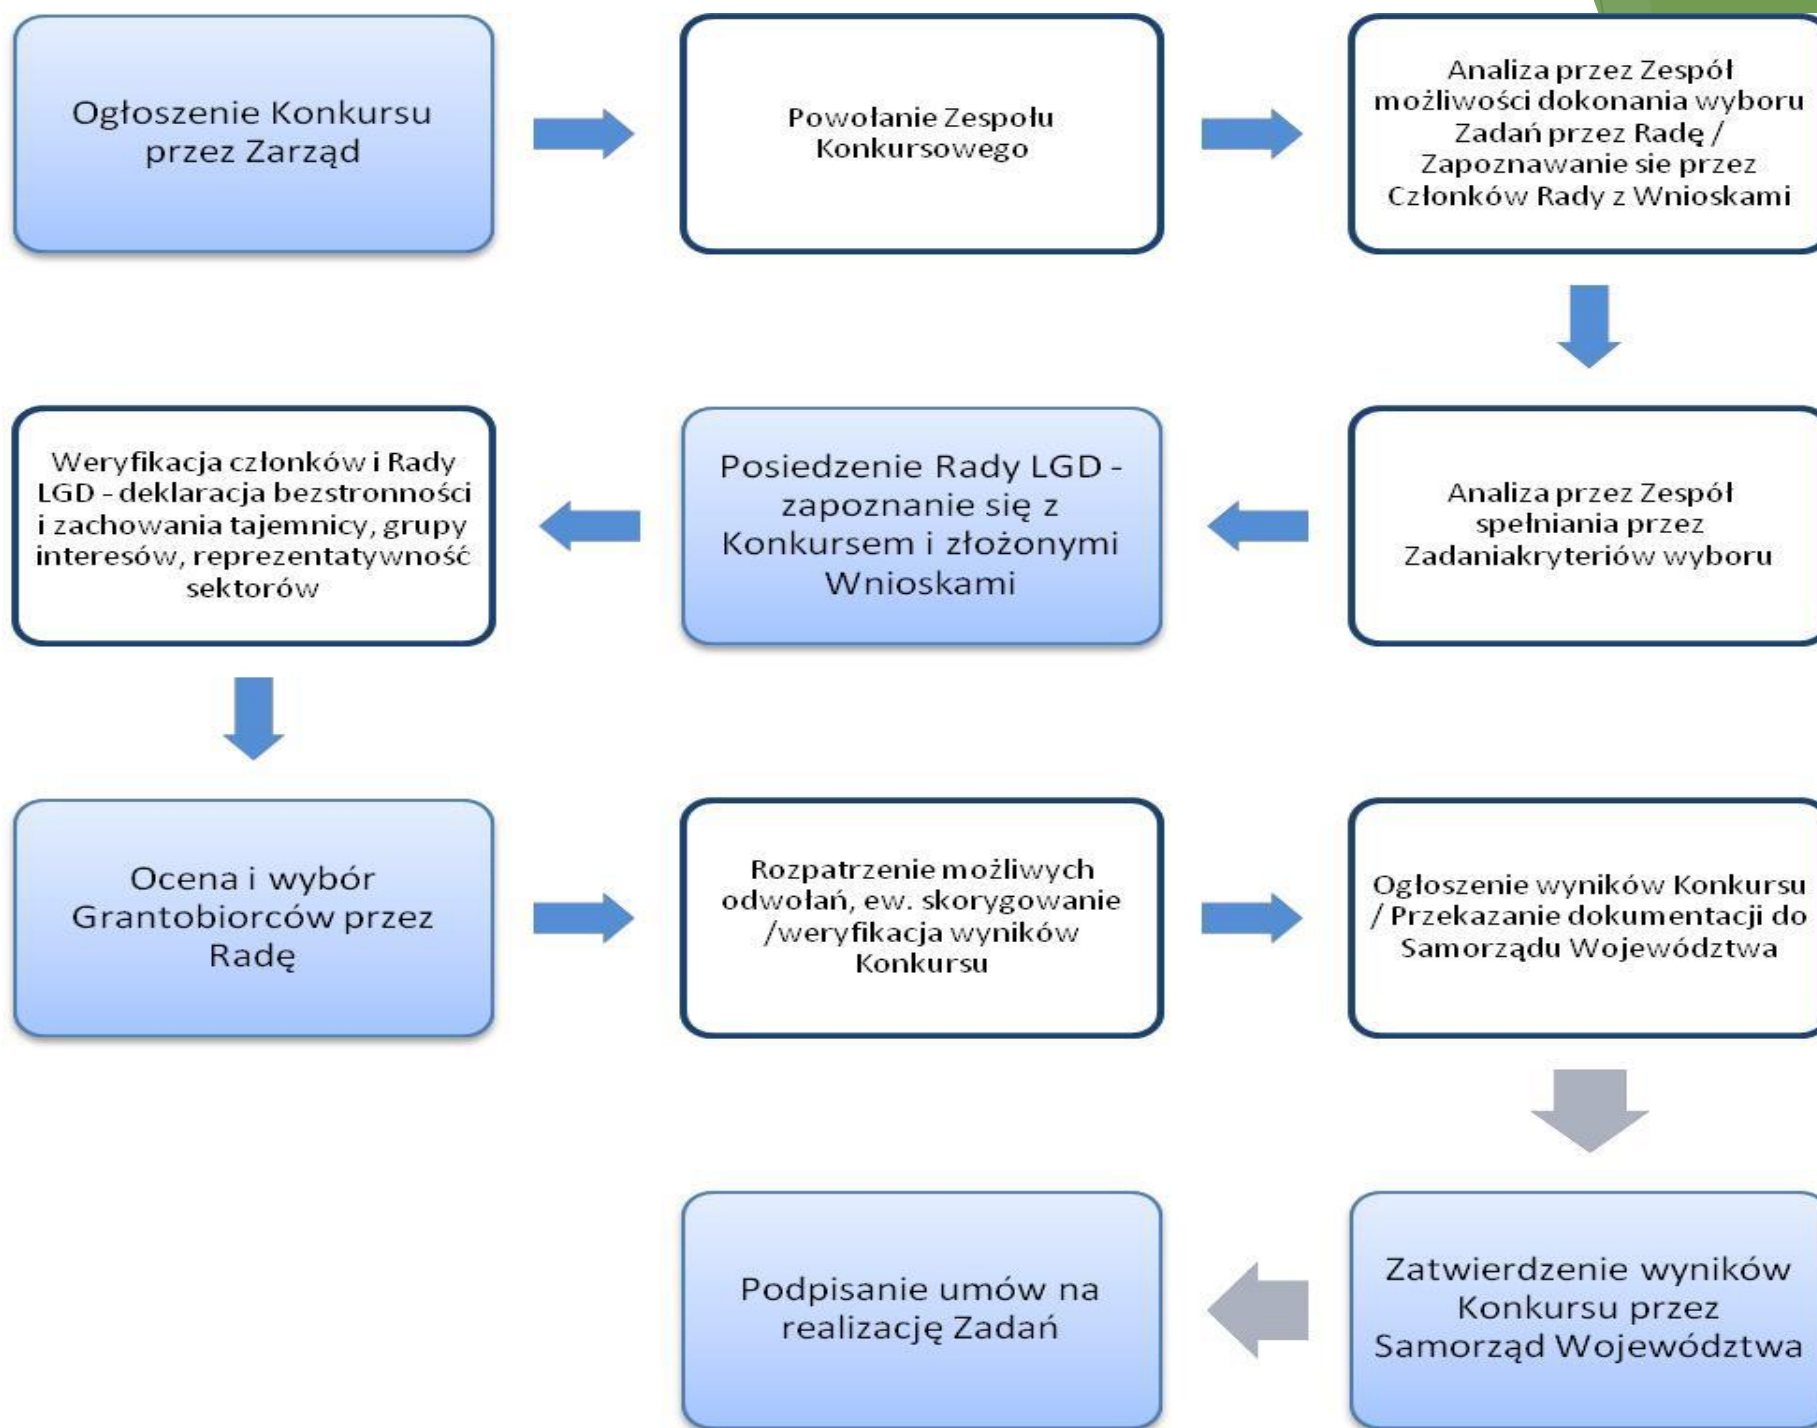 Ogłoszenie Konkursu
przez Zarząd
Powołanie Zespołu
Konkursowego
Analiza przez Zespół
możliwości dokonania wyboru
Zadań przez Radę /
Zapoznawanie sie przez
Członków Rady z Wnioskami
Analiza przez Zespół
spełniania przez
Zadaniakryteriów wyboru
Posiedzenie Rady LGD -
zapoznanie się z
Konkursem i złożonymi
Wnioskami
Weryfikacja członków i Rady
LGD - deklaracja bezstronności
i zachowania tajemnicy, grupy
interesów, reprezentatywność
sektorów
Ocena i wybór
Grantobiorców przez
Radę
Rozpatrzenie możliwych
odwołań, ew. skorygowanie
/weryfikacja wyników
Konkursu
Ogłoszenie wyników Konkursu
/ Przekazanie dokumentacji do
Samorządu Województwa
Zatwierdzenie wyników
Konkursu przez
Samorząd Województwa
Podpisanie umów na
realizację Zadań